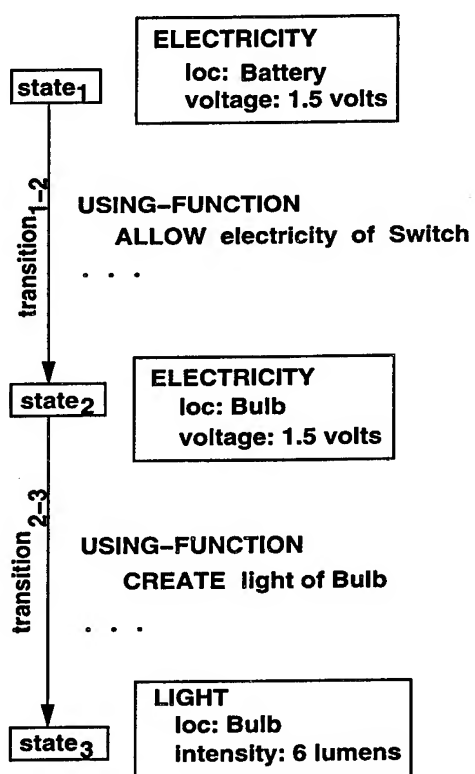 ELECTRICITY
loc: Battery
voltage: 1.5 volts
state1
transition1-2
USING-FUNCTION
ALLOW electricity of Switch
. . .
ELECTRICITY
loc: Bulb
voltage: 1.5 volts
state2
transition2-3
USING-FUNCTION
CREATE light of Bulb
. . .
LIGHT
loc: Bulb
intensity: 6 lumens
state3